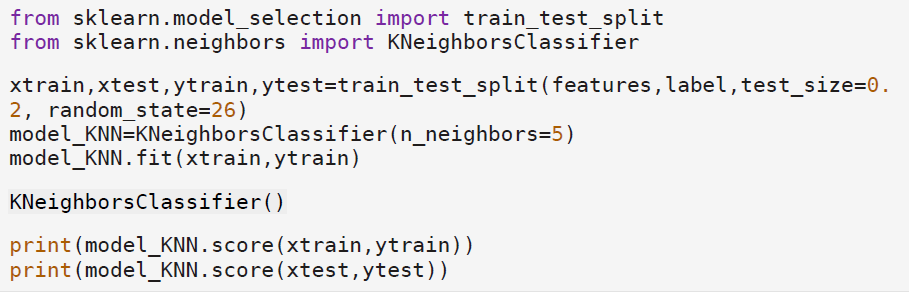 from sklearn.model_selection import train_test_split
from sklearn.neighbors import KNeighborsClassifier
xtrain,xtest,ytrain,ytest=train_test_split(features,label,test_size=0.
2, random_state=26)
model_KNN=KNeighborsClassifier(n_neighbors=5)
model_KNN.fit(xtrain,ytrain)
KNeighborsClassifier()
print(model_KNN.score(xtrain,ytrain))
print(model_KNN.score(xtest,ytest))